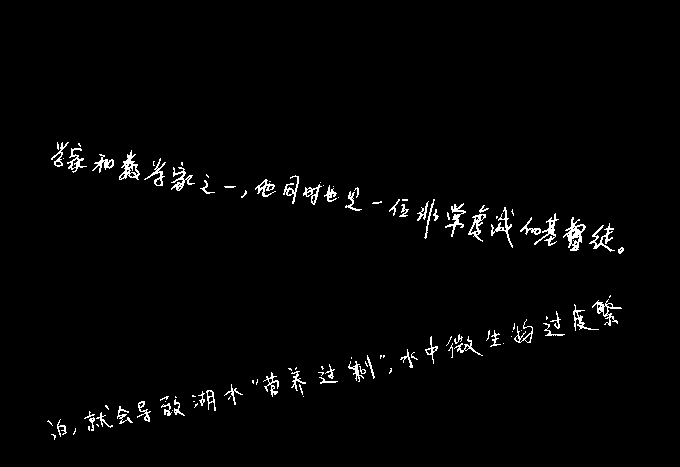 学家和数学家之一,他同时也是一位非常虔诚的基督徒。
泊,就会导致湖水"营养过剩",水中微生物过度繁